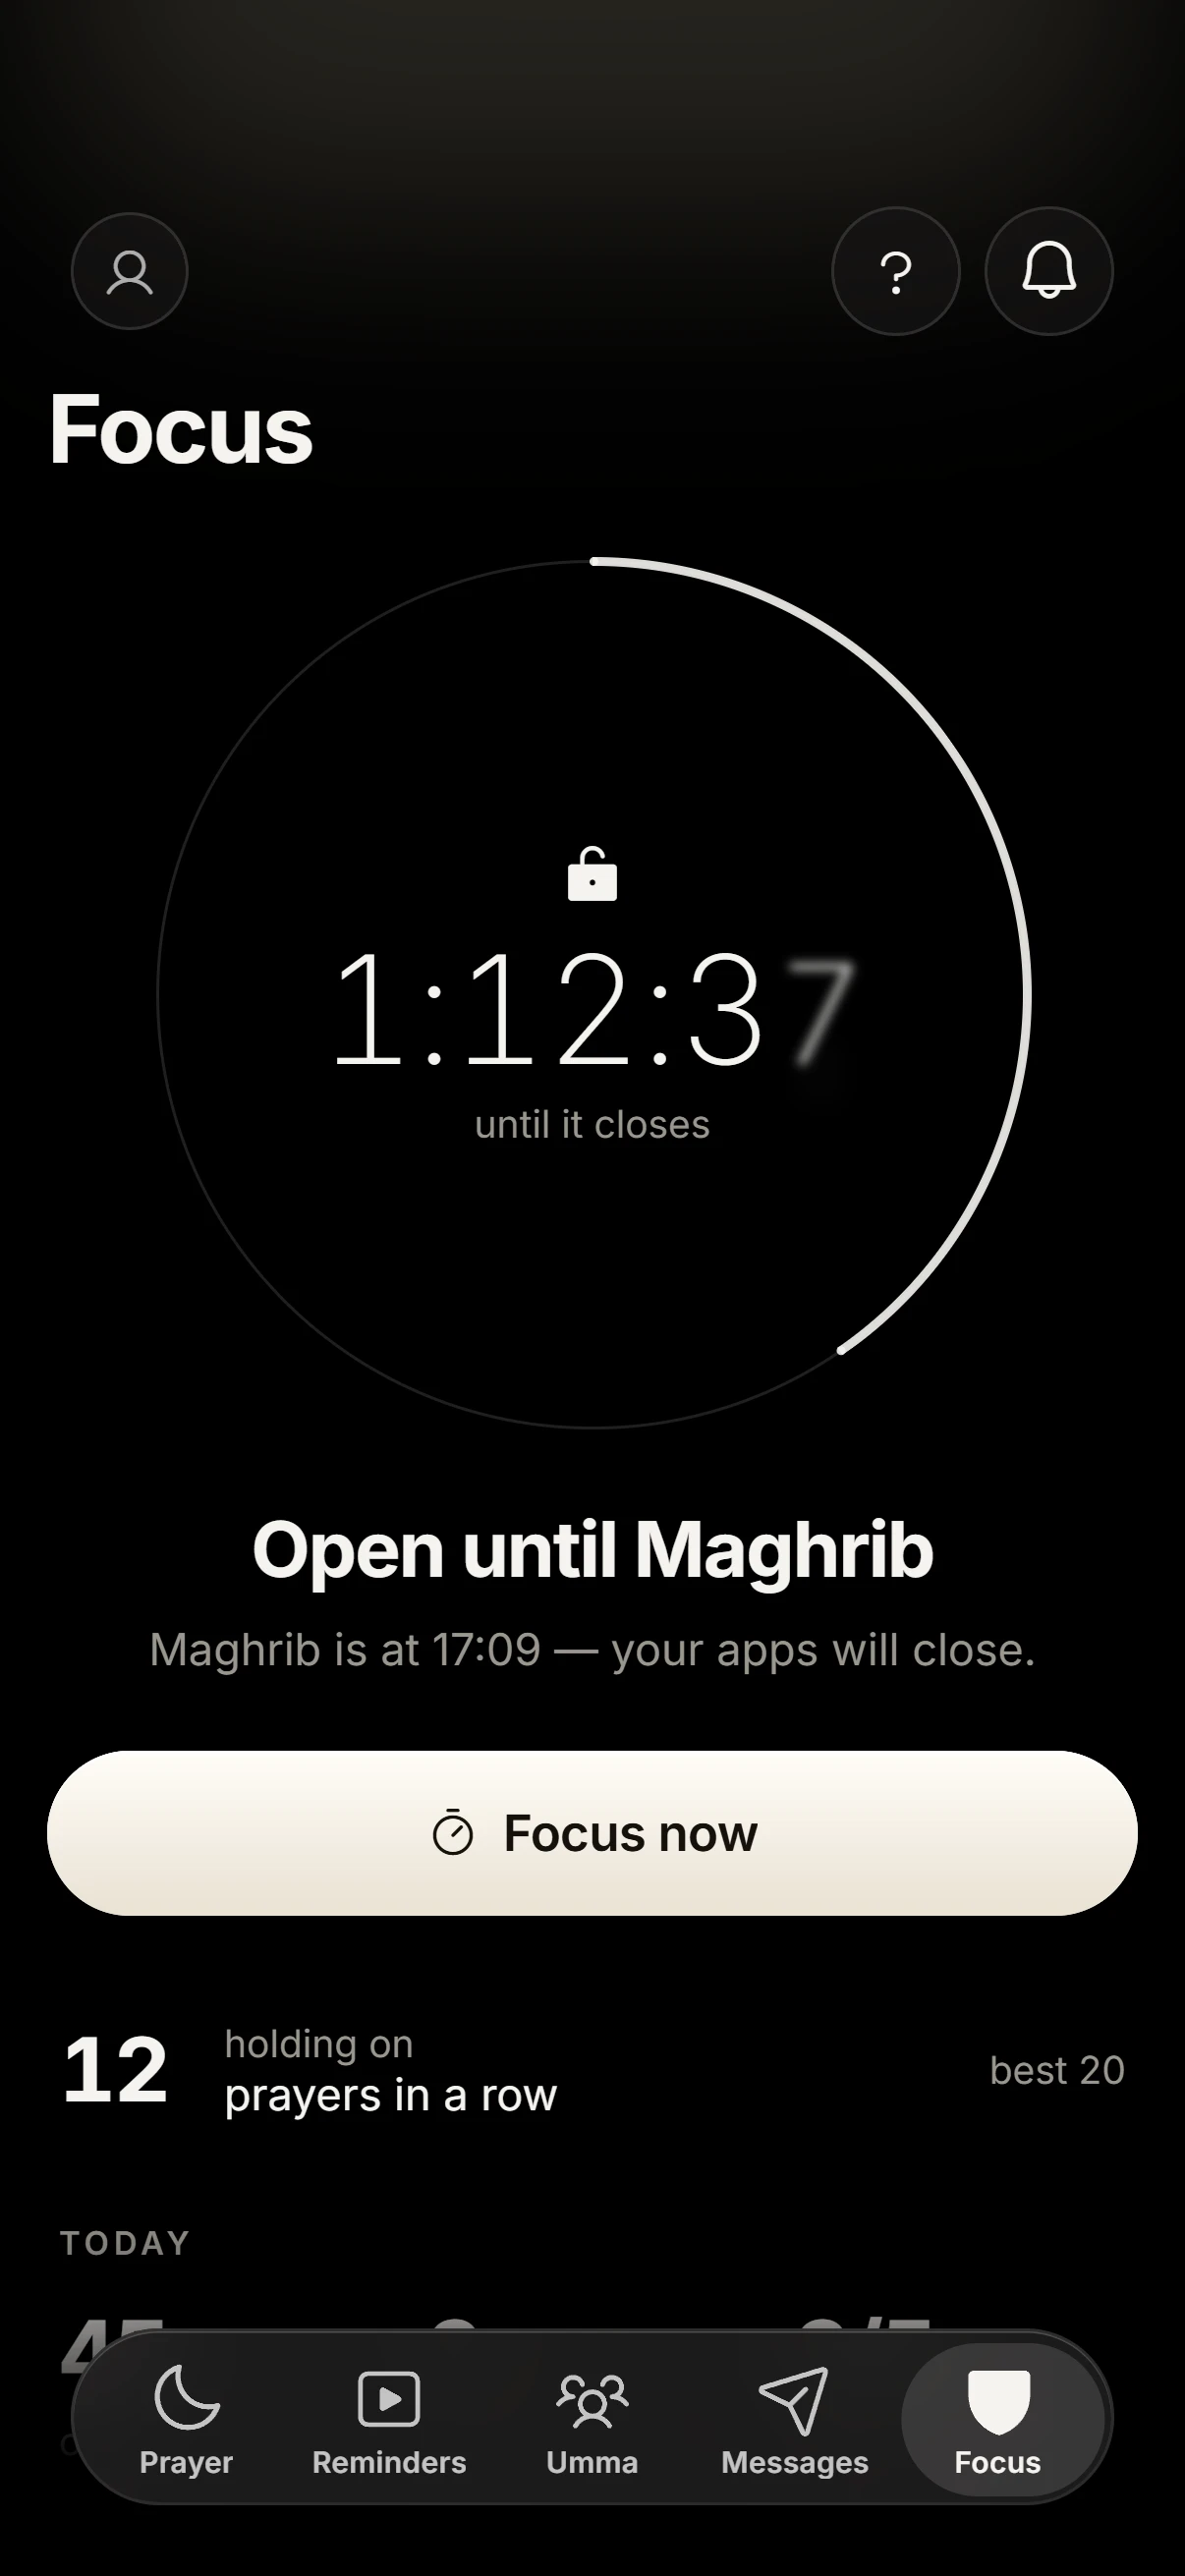 Focus
1:12:37
until it closes
Open until Maghrib
Maghrib is at 17:09 — your apps will close.
Focus now
12
holding on
prayers in a row
best 20
TODAY
Prayer
Reminders
Umma
Messages
Focus